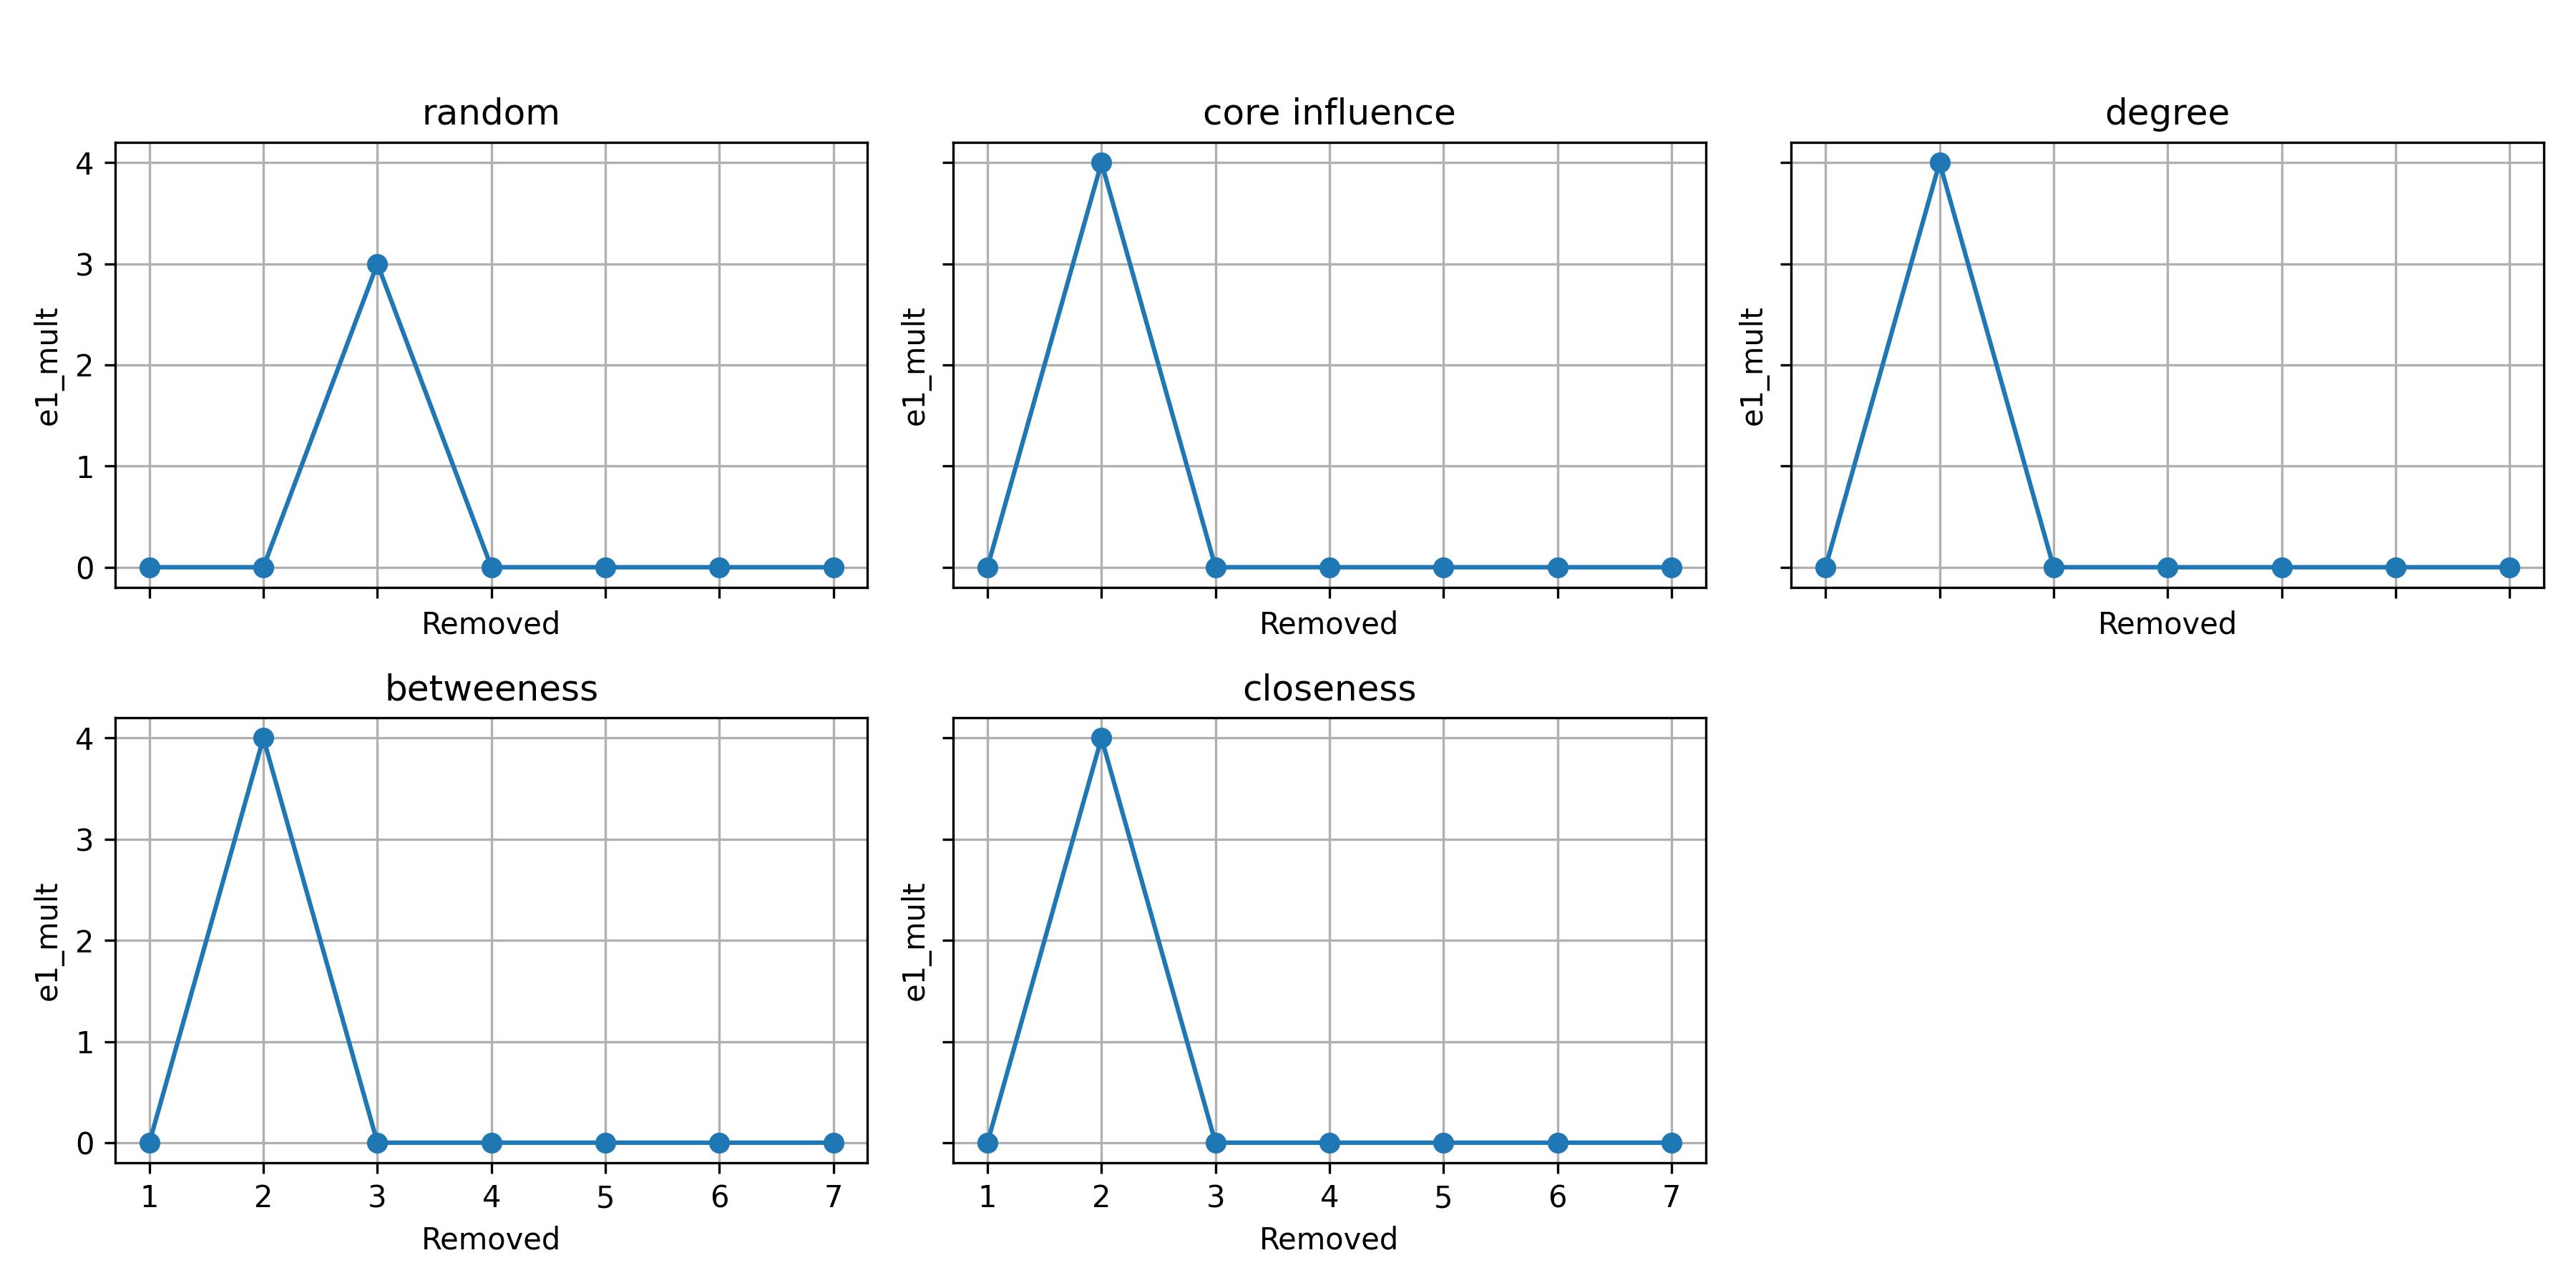 random
core influence
degree
4
3
2
1
0
e1_mult
e1_mult
e1_mult
Removed
Removed
Removed
betweeness
closeness
4
3
2
1
0
e1_mult
e1_mult
1 2 3 4 5 6 7
1 2 3 4 5 6 7
Removed
Removed